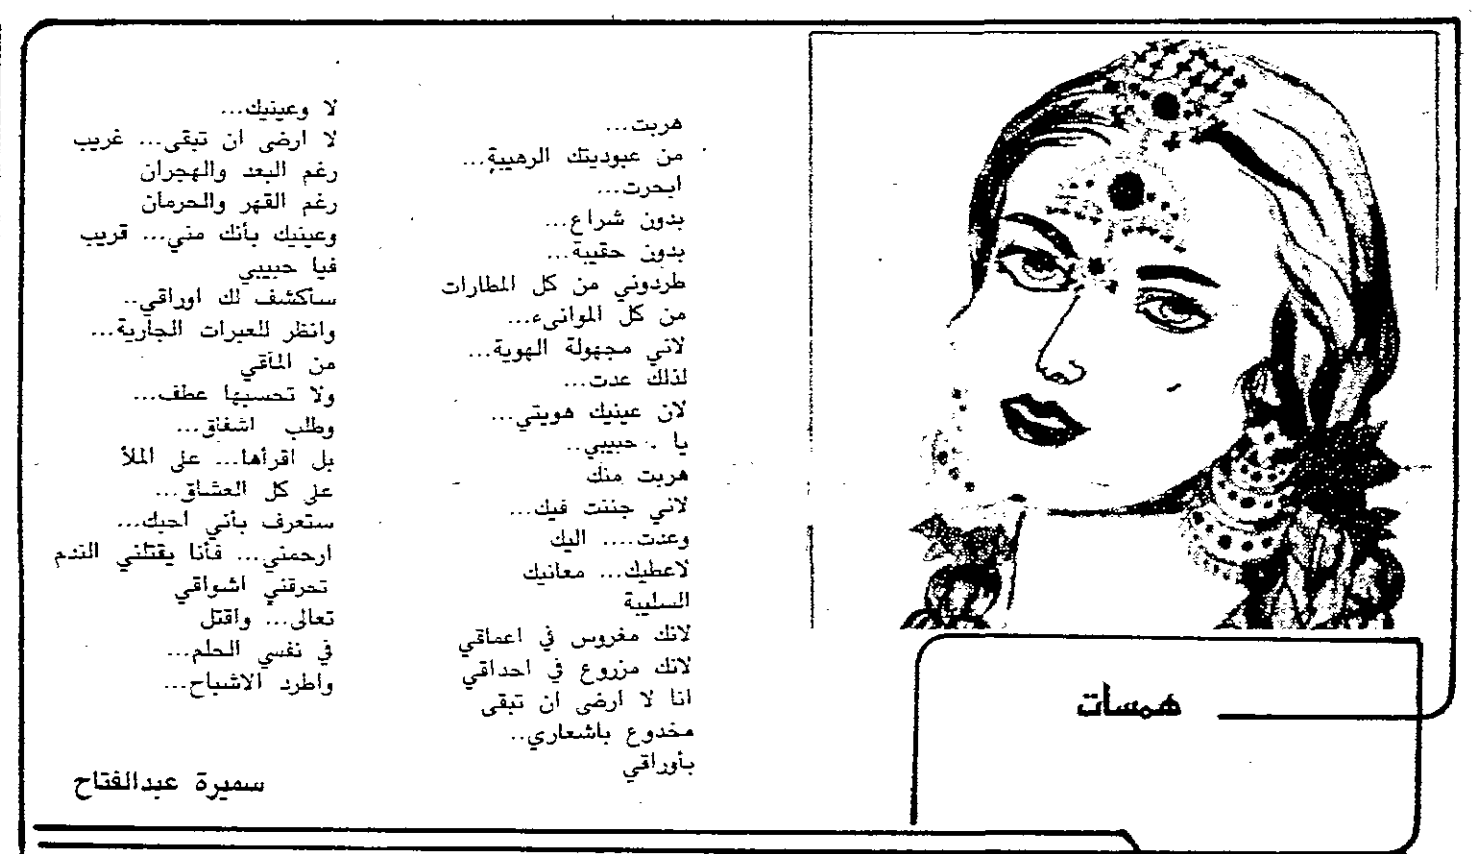 همسات
هربت...
من عبوديتك الرهيبة...
ابحرت...
بدون شراع...
بدون حقيبة...
طردوني من كل المطارات
من كل الموانىء...
لاني مجهولة الهوية...
لذلك عدت...
لان عينيك هويتي...
يا حبيبي..
هربت منك
لاني جننت فيك...
وعدت.... اليك
لاعطيك... معانيك
السليبة
لانك مغروس في اعماقي
لانك مزروع في احداقي
انا لا ارضى ان تبقى
مخدوع باشعاري..
بأوراقي
لا وعينيك...
لا ارضى ان تبقى... غريب
رغم البعد والهجران
رغم القهر والحرمان
وعينيك بأنك مني... قريب
فيا حبيبي
سأكشف لك اوراقي..
وانظر للعبرات الجارية...
من المآقي
ولا تحسبها عطف...
وطلب اشفاق...
بل اقرأها... على الملأ
على كل العشاق...
ستعرف بأني احبك...
ارحمني... فأنا يقتلني الندم
تحرقني اشواقي
تعالى... واقتل
في نفسي الحلم...
واطرد الاشباح...
سميرة عبدالفتاح